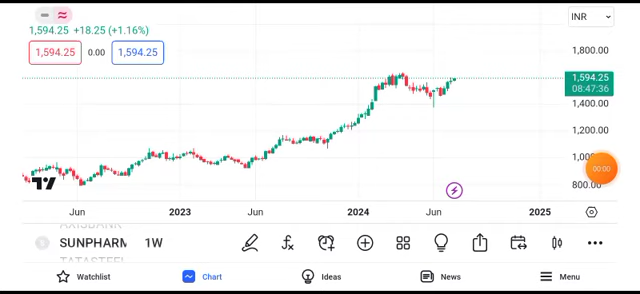 INR
1,594.25 +18.25 (+1.16%)
1,594.25 0.00 1,594.25
1,800.00
1,594.25
08:47:36
1,400.00
1,200.00
00:00
800.00
Jun 2023 Jun 2024 Jun 2025
AXISBANK
SUNPHARM 1W
TATASTEEL
Watchlist Chart Ideas News Menu